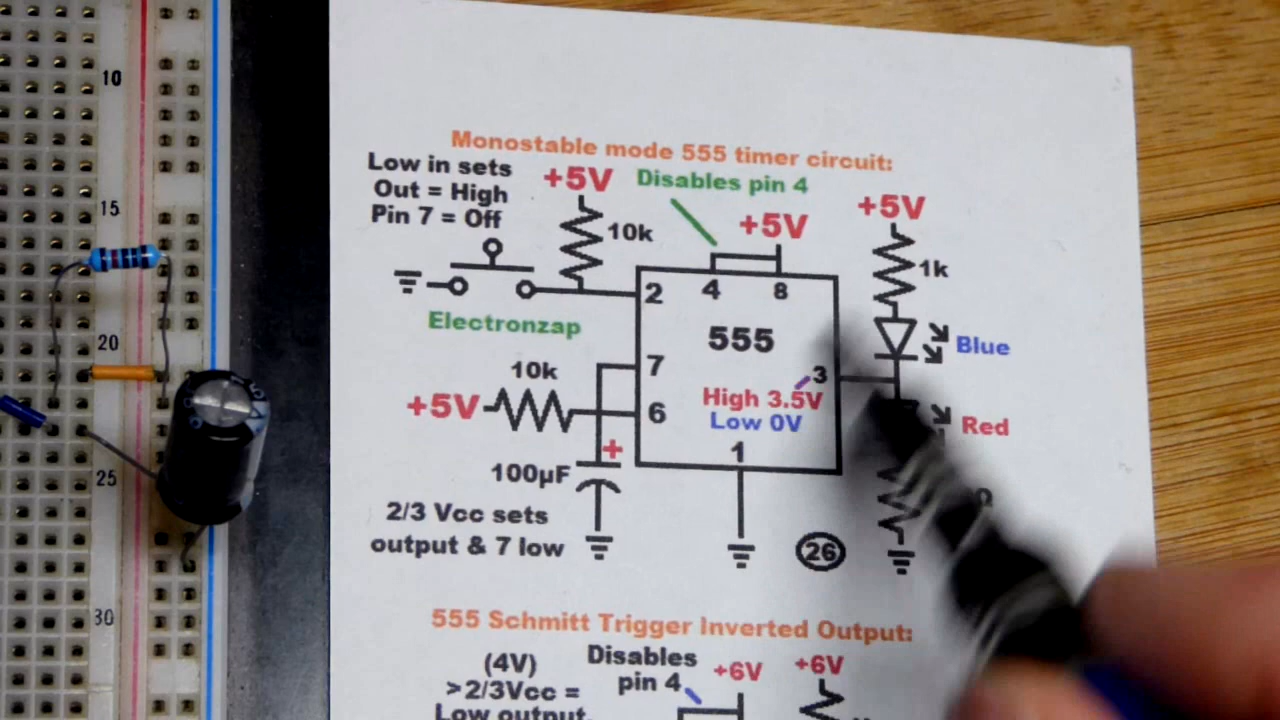 10
15
20
25
30
Monostable mode 555 timer circuit:
Low in sets
Out = High
Pin 7 = Off
+5V
Disables pin 4
+5V
+5V
10k
1k
2
4
8
Electronzap
555
Blue
10k
7
3
+5V
6
High 3.5V
Low 0V
Red
+
1
100µF
2/3 Vcc sets
output & 7 low
26
555 Schmitt Trigger Inverted Output:
(4V)
>2/3Vcc =
Low output.
Disables
pin 4
+6V
+6V